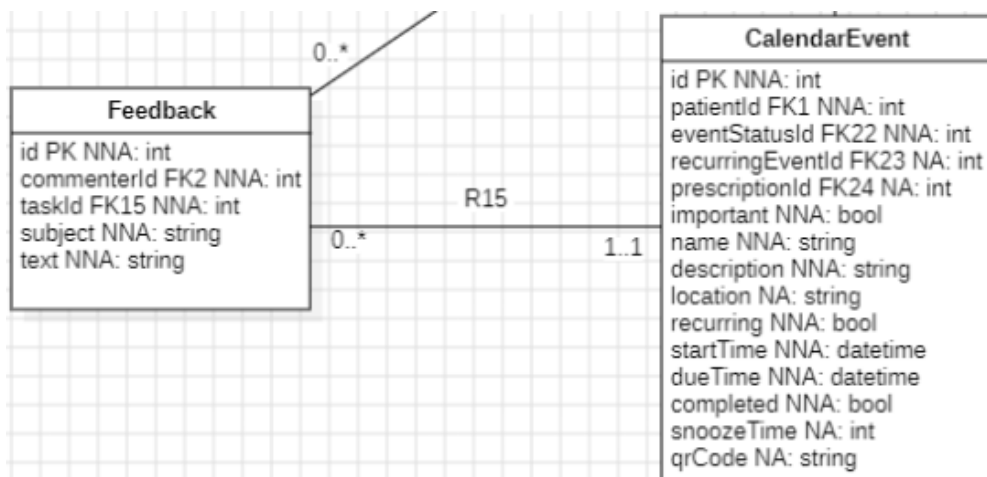 0..*
Feedback
id PK NNA: int
commenterId FK2 NNA: int
taskId FK15 NNA: int
subject NNA: string
text NNA: string
R15
0..*
1..1
CalendarEvent
id PK NNA: int
patientId FK1 NNA: int
eventStatusId FK22 NNA: int
recurringEventId FK23 NA: int
prescriptionId FK24 NA: int
important NNA: bool
name NNA: string
description NNA: string
location NA: string
recurring NNA: bool
startTime NNA: datetime
dueTime NNA: datetime
completed NNA: bool
snoozeTime NA: int
qrCode NA: string